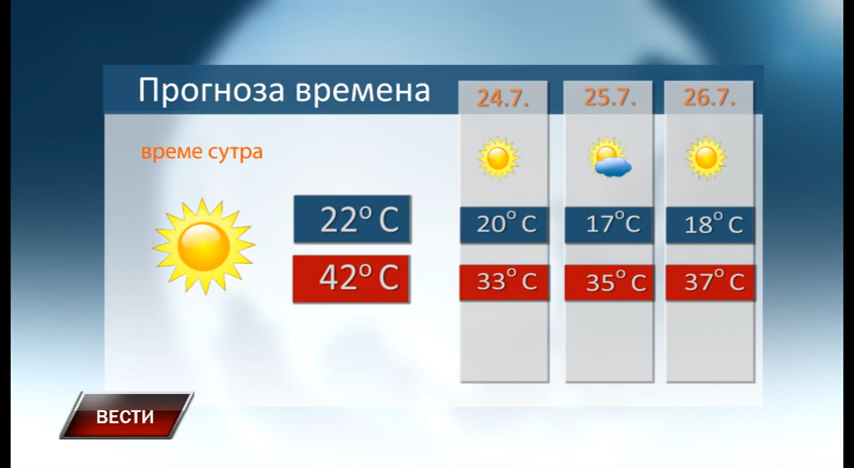 Прогноза времена
време сутра
22° C
42° C
24.7.
20° C
33° C
25.7.
17°C
35° C
26.7.
18° C
37° C
ВЕСТИ